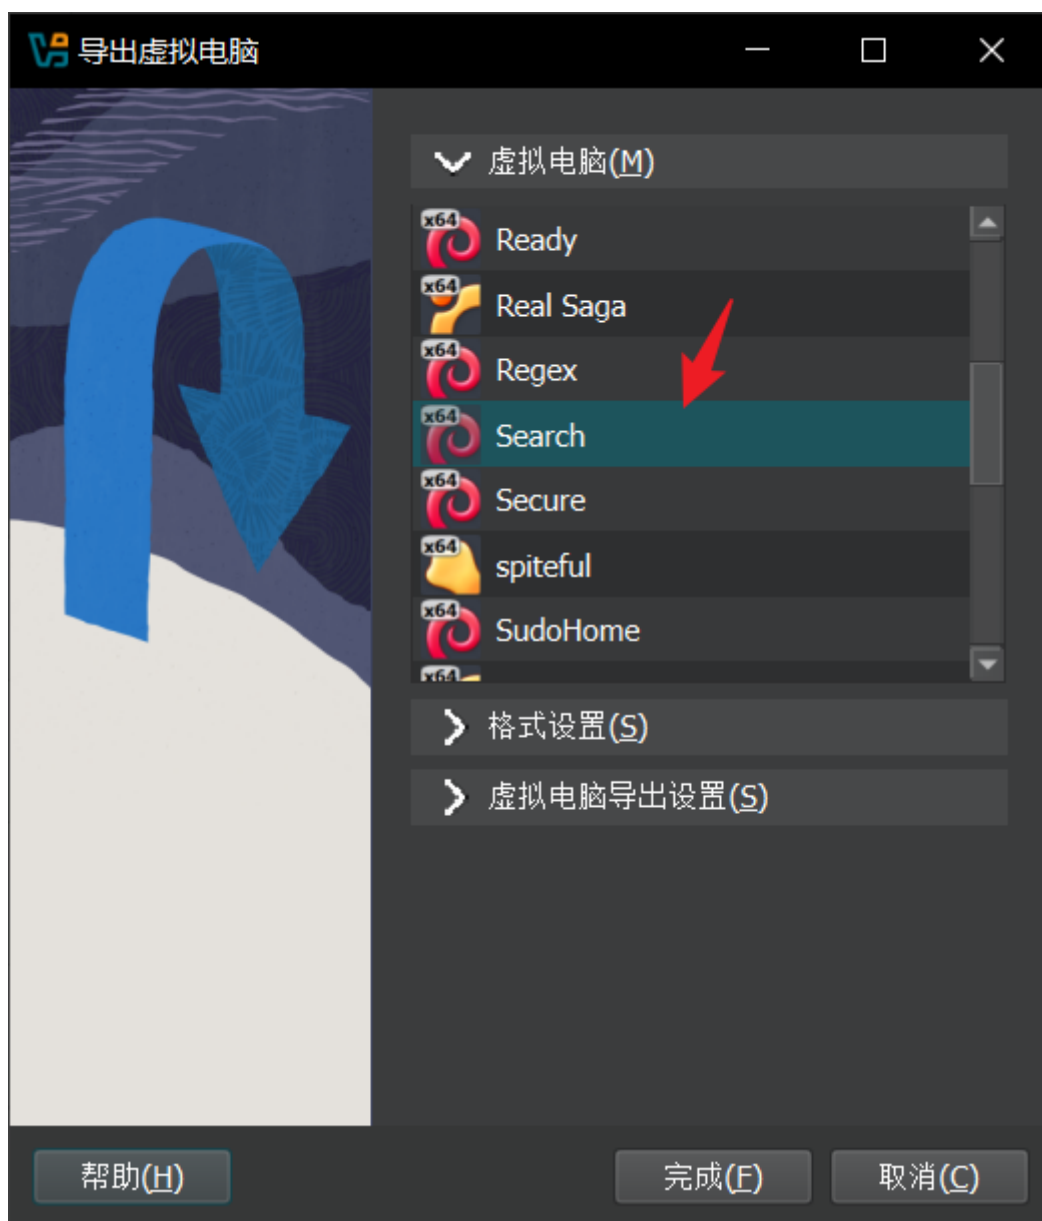 导出虚拟电脑
虚拟电脑(M)
x64
Ready
x64
Real Saga
x64
Regex
x64
Search
x64
Secure
x64
spiteful
x64
SudoHome
x64
格式设置(S)
虚拟电脑导出设置(S)
帮助(H)
完成(F)
取消(C)